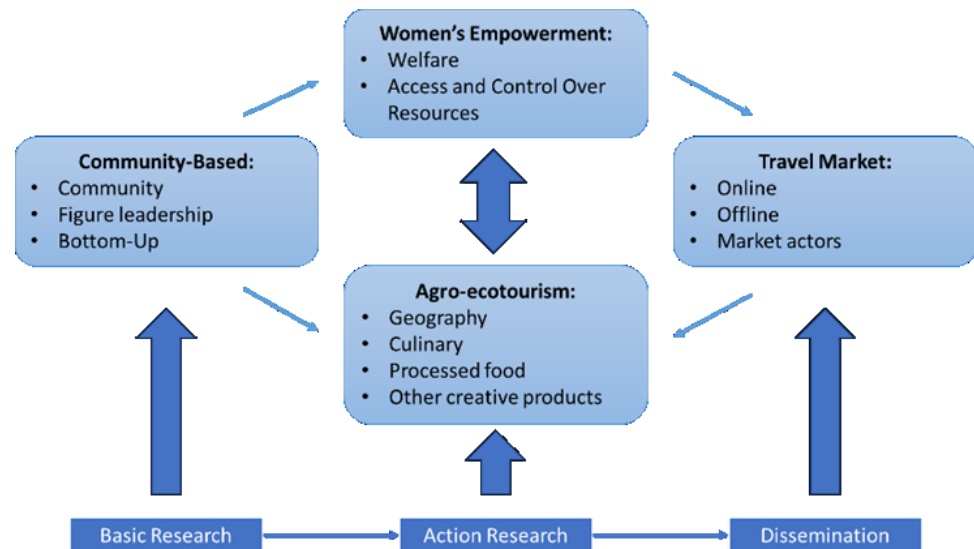 Women's Empowerment:
• Welfare
• Access and Control Over
Resources
Community-Based:
• Community
• Figure leadership
• Bottom-Up
Travel Market:
• Online
• Offline
• Market actors
Agro-ecotourism:
• Geography
• Culinary
• Processed food
• Other creative products
Basic Research
Action Research
Dissemination